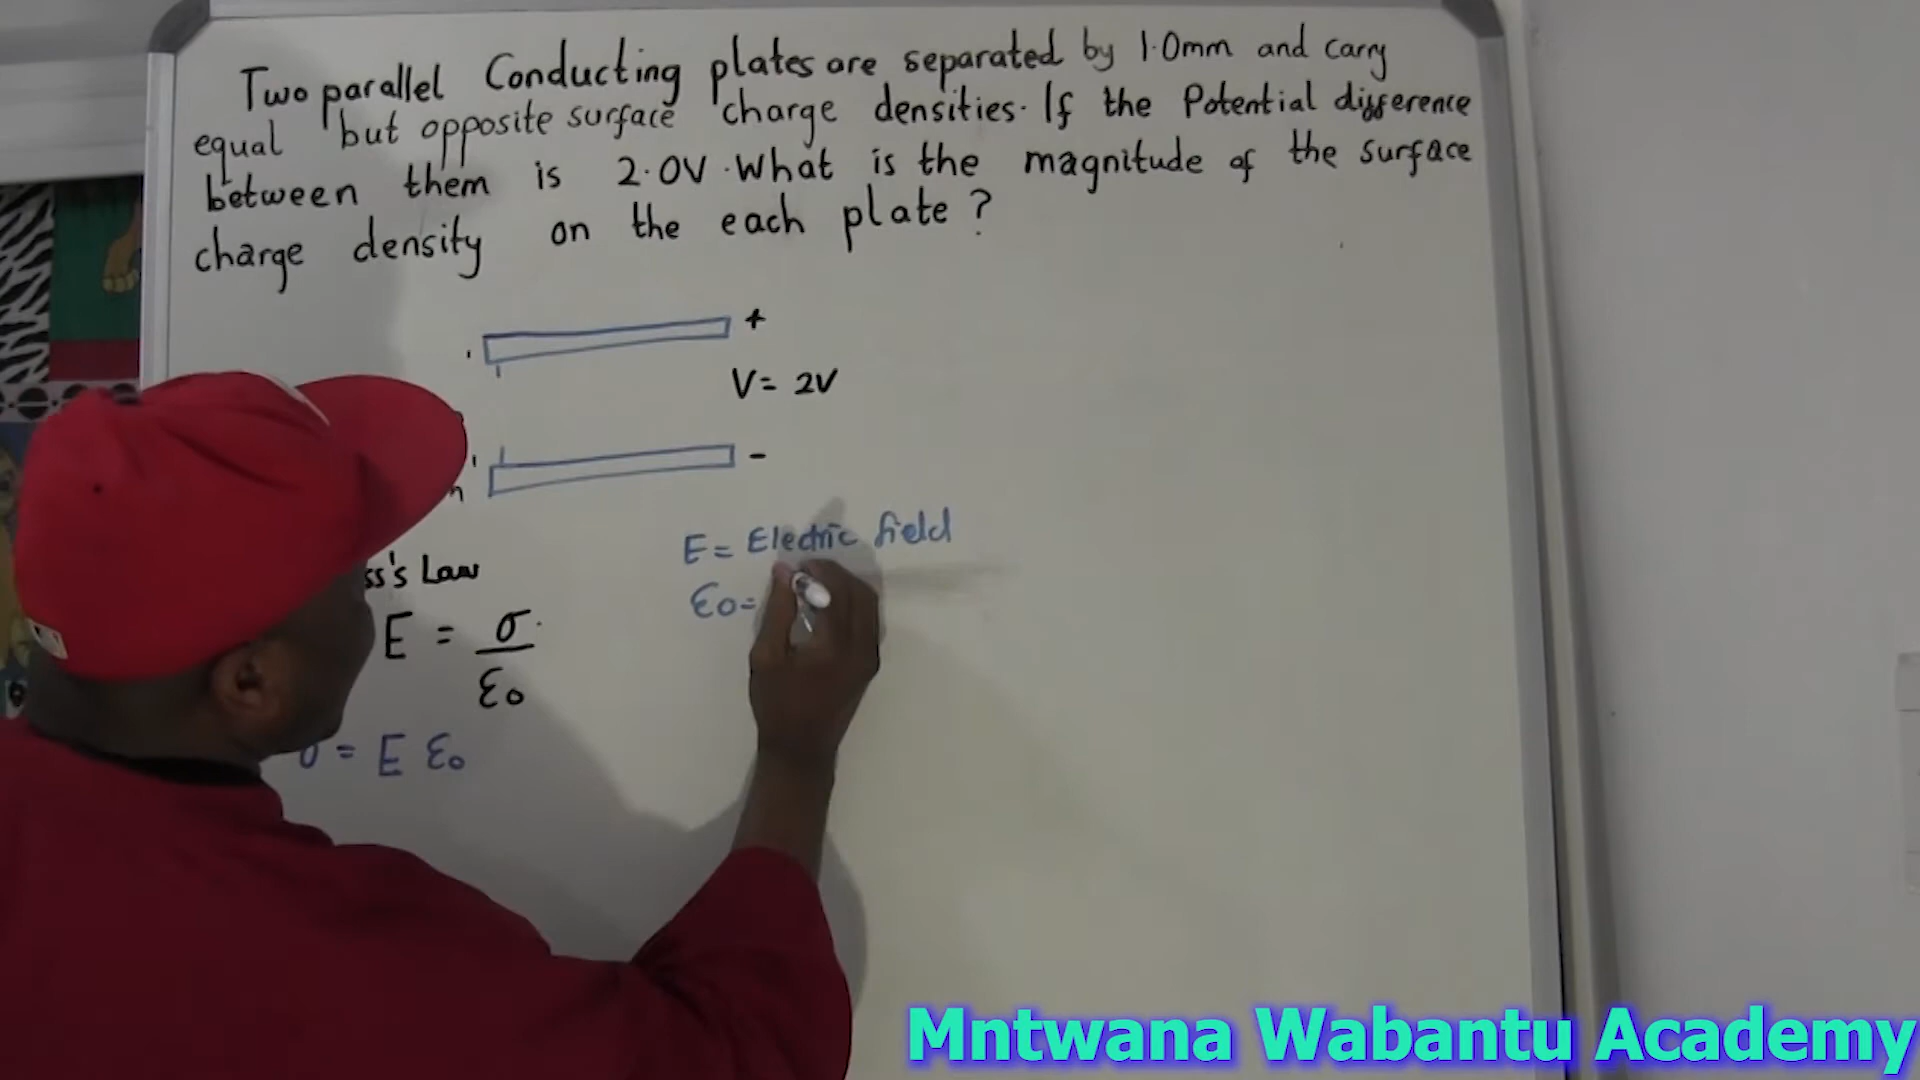 Two parallel Conducting plates are separated by 1.0mm and carry
equal but opposite surface charge densities. If the Potential difference
between them is 2.0V. What is the magnitude of the surface
charge density on the each plate?
+
V = 2V
-
E = Electric field
ss's Law
ε0=
E = σ
ε0
σ = E ε0
Mntwana Wabantu Academy